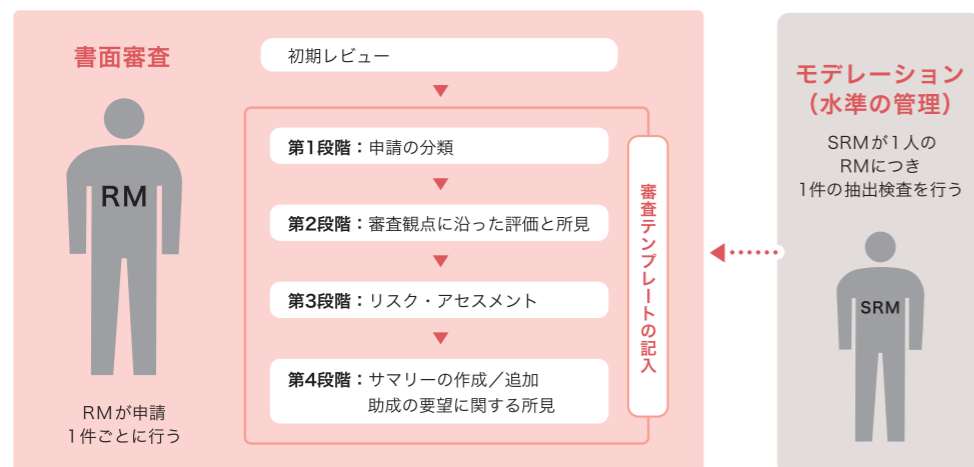 書面審査
RM
RMが申請
1件ごとに行う
初期レビュー
第1段階：申請の分類
第2段階：審査観点に沿った評価と所見
第3段階：リスク・アセスメント
第4段階：サマリーの作成／追加
助成の要望に関する所見
審査テンプレートの記入
モデレーション
（水準の管理）
SRMが1人の
RMにつき
1件の抽出検査を行う
SRM